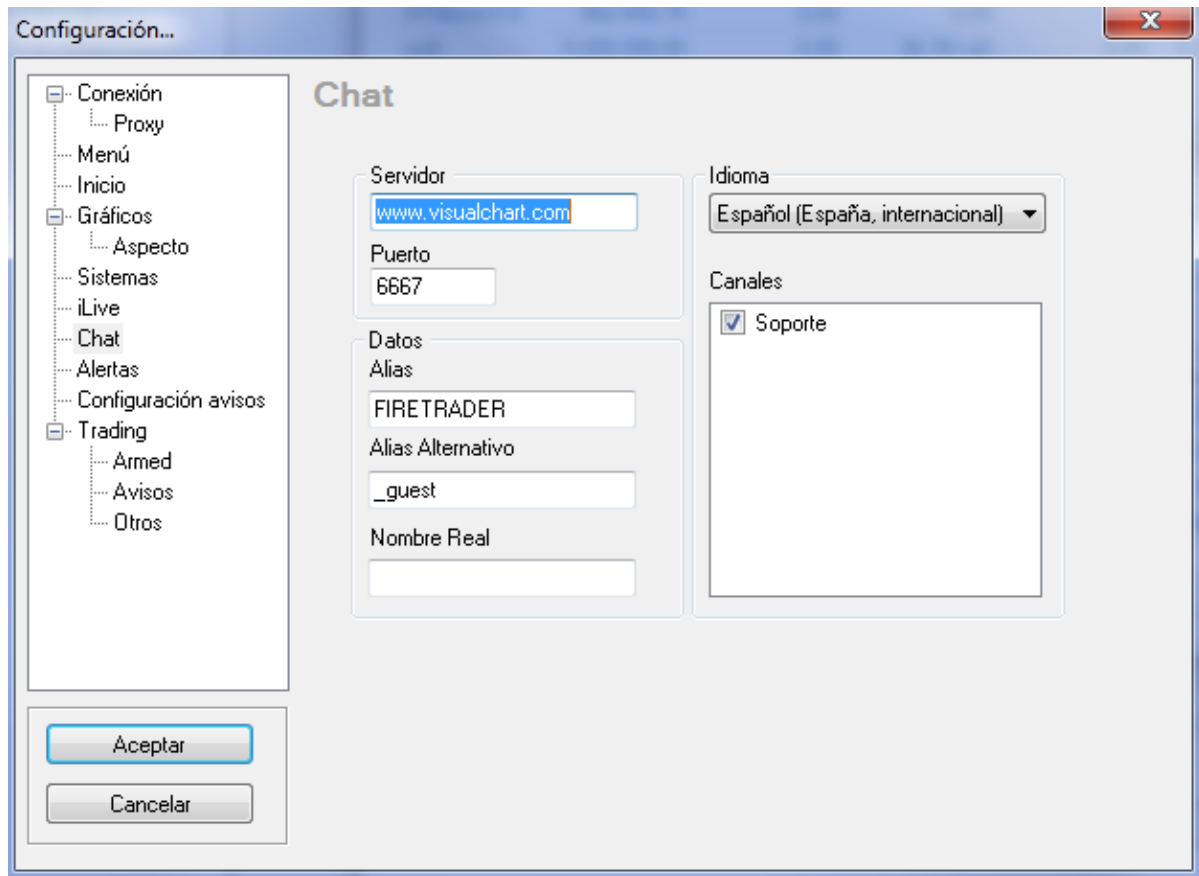 Configuración...
Conexión
Proxy
Menú
Inicio
Gráficos
Aspecto
Sistemas
iLive
Chat
Alertas
Configuración avisos
Trading
Armed
Avisos
Otros
Aceptar
Cancelar
Chat
Servidor
www.visualchart.com
Puerto
6667
Datos
Alias
FIRETRADER
Alias Alternativo
_guest
Nombre Real
Idioma
Español (España, internacional)
Canales
Soporte